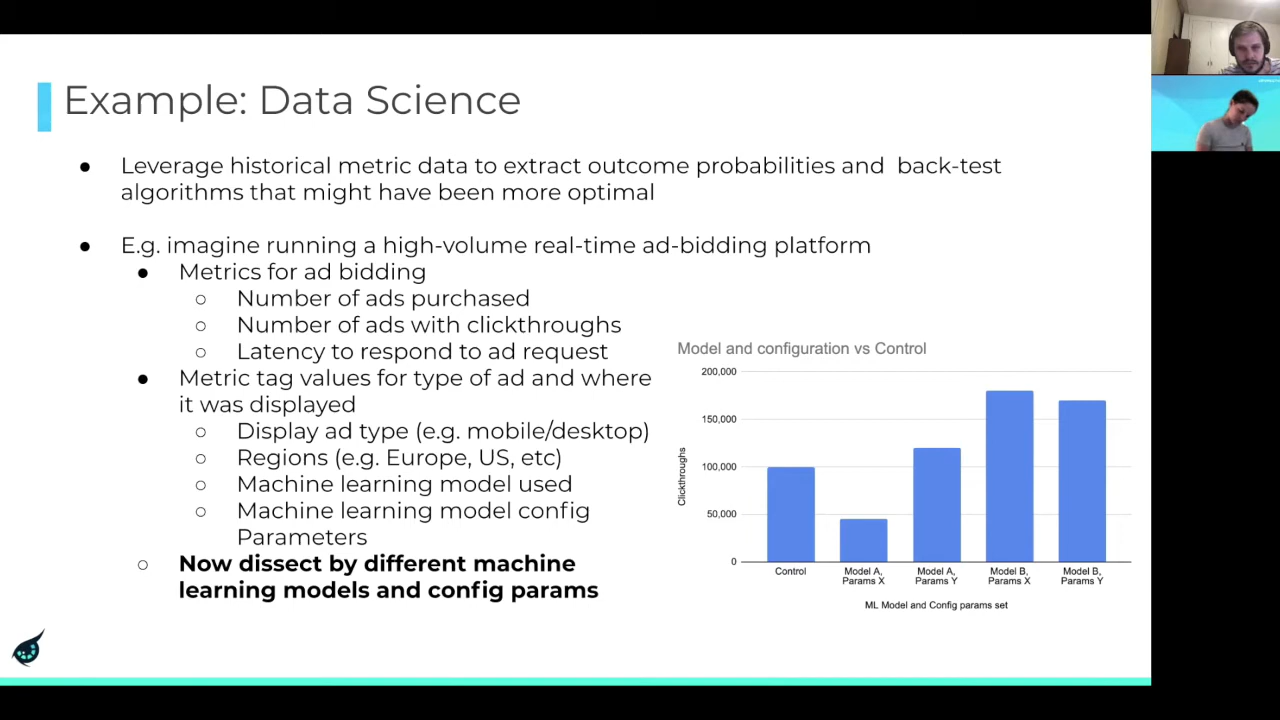 Example: Data Science
● Leverage historical metric data to extract outcome probabilities and back-test
algorithms that might have been more optimal
● E.g. imagine running a high-volume real-time ad-bidding platform
● Metrics for ad bidding
○ Number of ads purchased
○ Number of ads with clickthroughs
○ Latency to respond to ad request
● Metric tag values for type of ad and where
it was displayed
○ Display ad type (e.g. mobile/desktop)
○ Regions (e.g. Europe, US, etc)
○ Machine learning model used
○ Machine learning model config
Parameters
○ Now dissect by different machine
learning models and config params
Model and configuration vs Control
200,000
150,000
100,000
50,000
0
Clickthroughs
Control
Model A,
Params X
Model A,
Params Y
Model B,
Params X
Model B,
Params Y
ML Model and Config params set